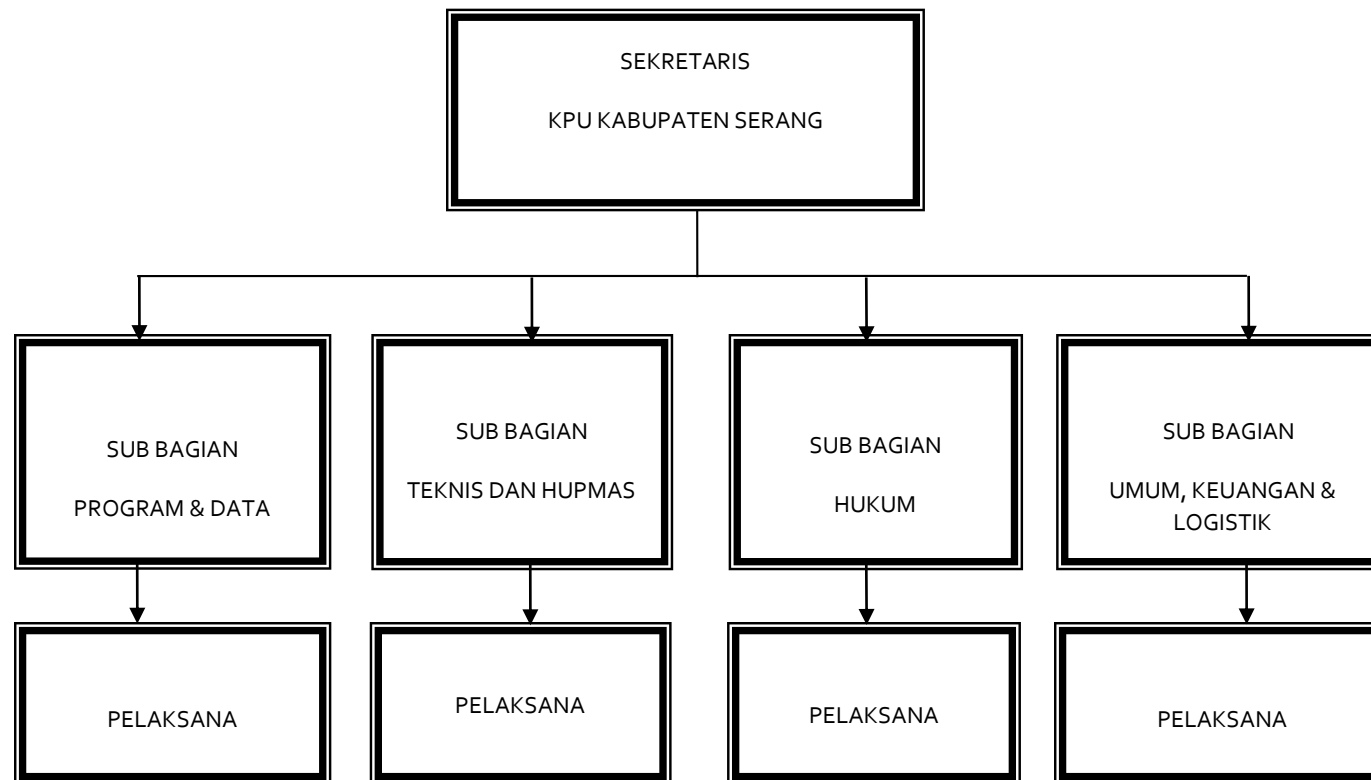 SEKRETARIS
KPU KABUPATEN SERANG
SUB BAGIAN
PROGRAM & DATA
SUB BAGIAN
TEKNIS DAN HUPMAS
SUB BAGIAN
HUKUM
SUB BAGIAN
UMUM, KEUANGAN &
LOGISTIK
PELAKSANA
PELAKSANA
PELAKSANA
PELAKSANA